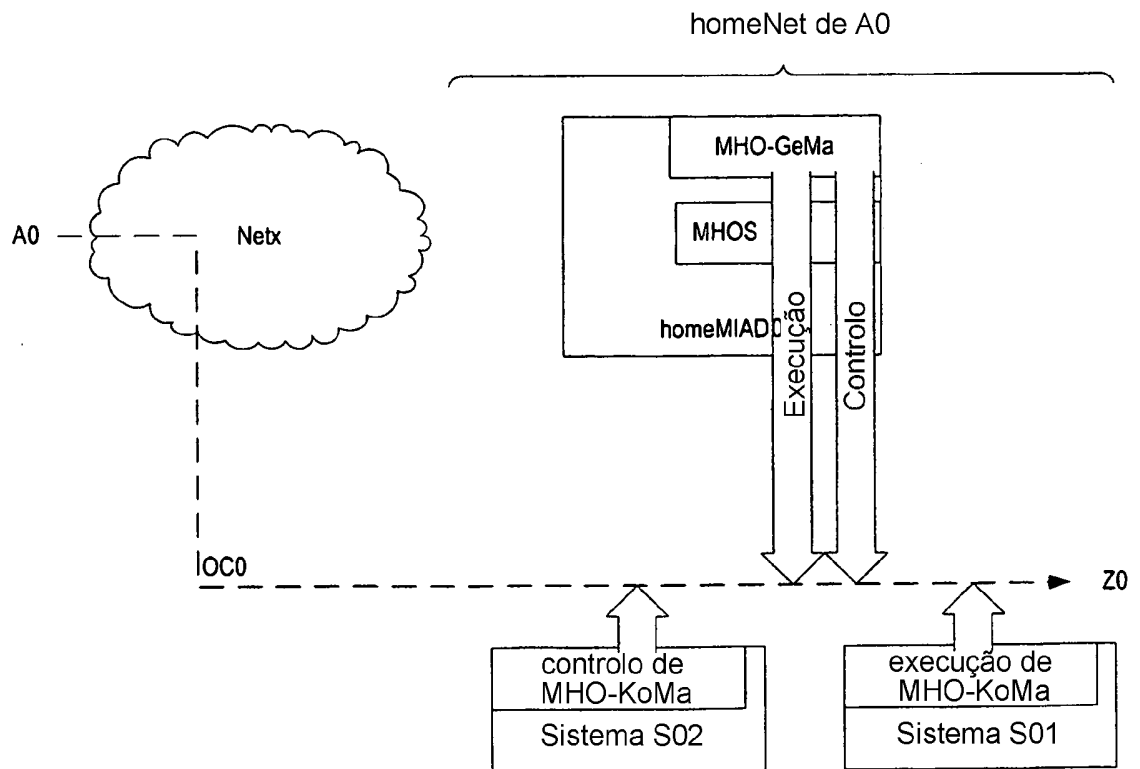 homeNet de A0
MHO-GeMa
A0
Netx
MHOS
homeMIAD0
Execução
Controlo
OC0
Z0
controlo de
MHO-KoMa
Sistema S02
execução de
MHO-KoMa
Sistema S01